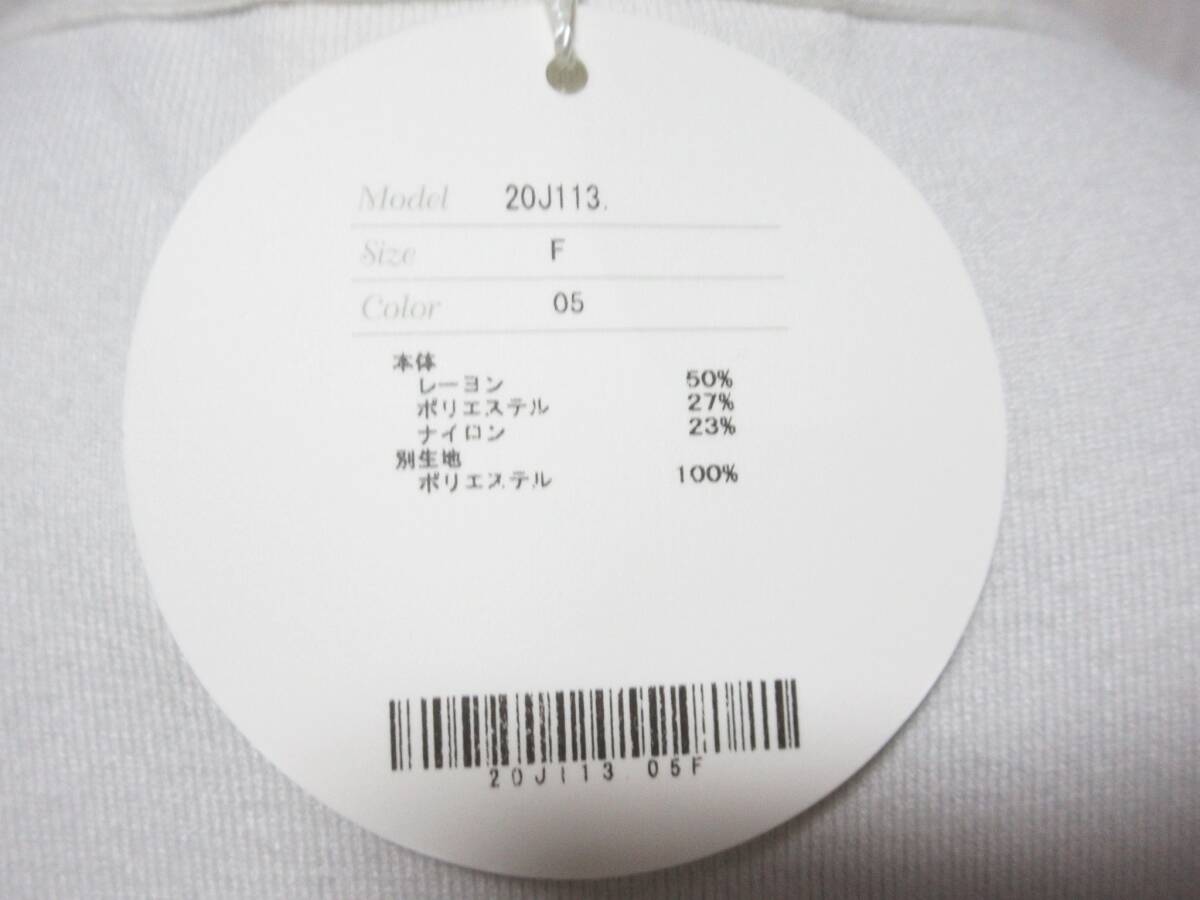 Model 20J113.
Size F
Color 05
本体
レーヨン 50%
ポリエステル 27%
ナイロン 23%
別生地
ポリエステル 100%
20J113 05F